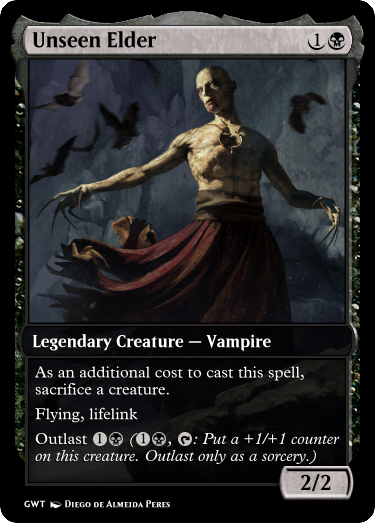 Unseen Elder 1
Legendary Creature — Vampire
As an additional cost to cast this spell,
sacrifice a creature.
Flying, lifelink
Outlast 1 (1, : Put a +1/+1 counter
on this creature. Outlast only as a sorcery.)
2/2
GWT Diego de Almeida Peres